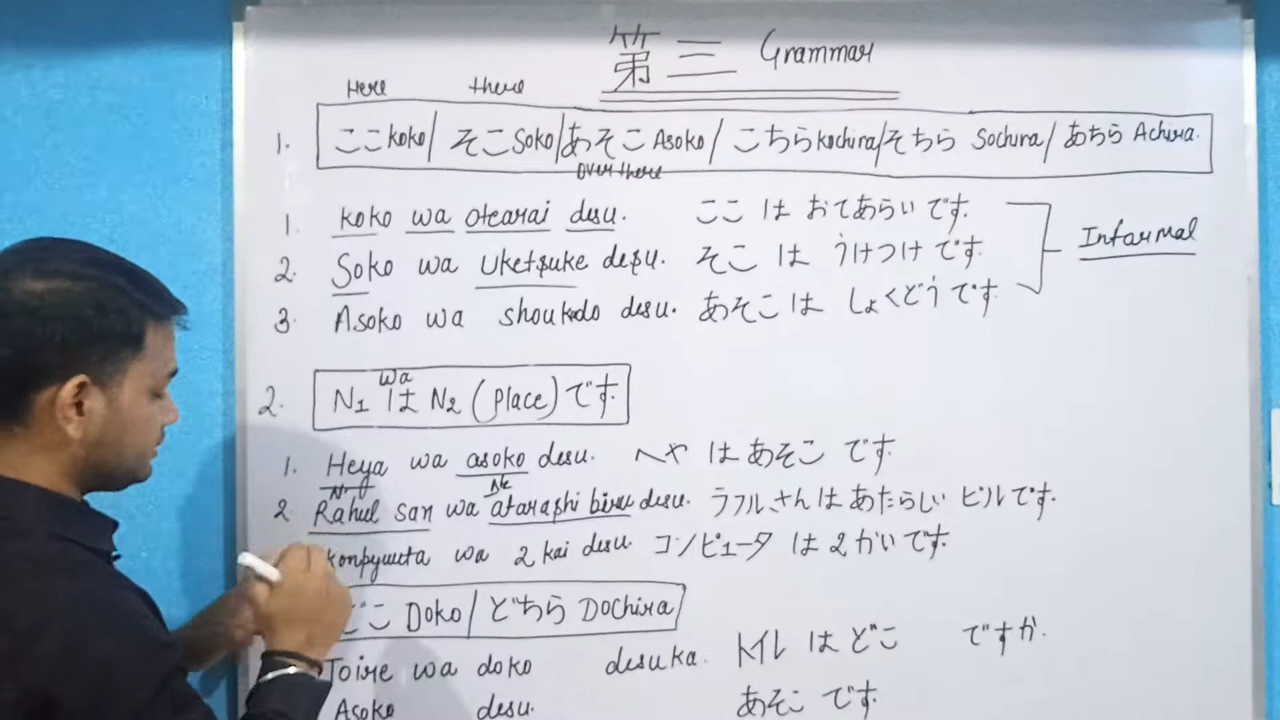 第三 Grammar
Here there
1. ここ koko/ そこ Soko/ あそこ Asoko/ こちら kochira/ そちら Sochira/ あちら Achira.
over there
1. koko wa otearai desu. ここ は おてあらい です.
2. Soko wa Uketsuke desu. そこ は うけつけ です.
3. Asoko wa shoukudo desu. あそこ は しょくどう です.
Informal
wa
2. N1 は N2 (place) です.
1. Heya wa asoko desu. へや は あそこ です.
N1 N2
2. Rahul san wa atarashi biru desu. ラフルさんは あたらしい ビルです.
konpyuuta wa 2 kai desu. コンピュータ は 2 かいです.
どこ Doko/ どちら Dochira
Toire wa doko desuka. トイレ は どこ ですか.
Asoko desu. あそこ です.